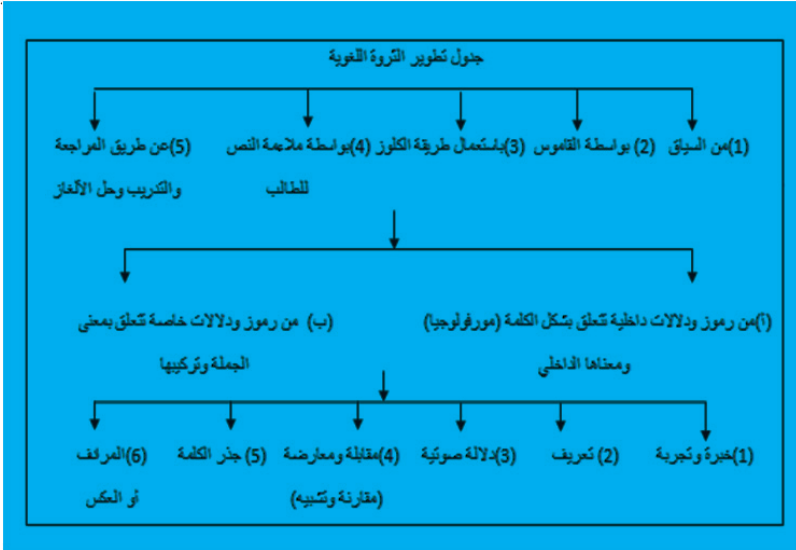 جدول تطوير الثروة اللغوية
(1)من السياق (2) بواسطة القاموس (3)باستعمال طريقة الكلوز (4)بواسطة ملاءمة النص (5)عن طريق المراجعة
للطالب والتدريب وحل الألغاز
(أ)من رموز ودلالات داخلية تتعلق بشكل الكلمة (مورفولوجيا) (ب) من رموز ودلالات خاصة تتعلق بمعنى
ومعناها الداخلي الجملة وتركيبها
(1)خبرة وتجربة (2) تعريف (3)دلالة صوتية (4)مقابلة ومعارضة (5) جذر الكلمة (6)المرادف
(مقارنة وتشبيه) أو العكس